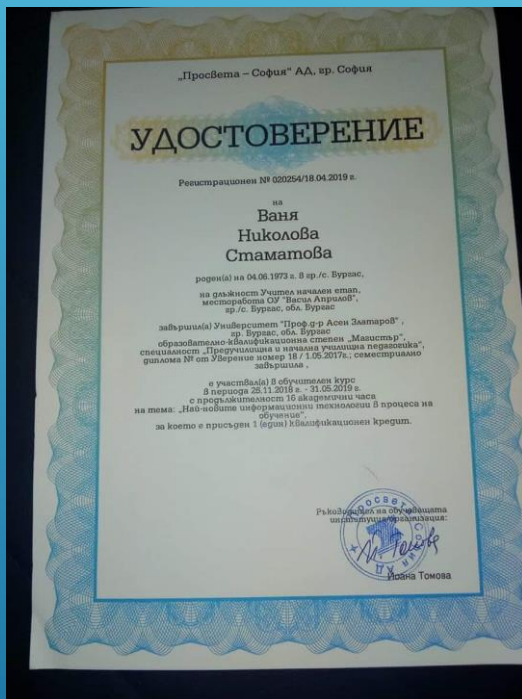 „Просвета – София“ АД, гр. София
УДОСТОВЕРЕНИЕ
Регистрационен № 020254/18.04.2019 г.
на
Ваня
Николова
Стаматова
роден(а) на 04.06.1973 г. в гр./с. Бургас,
на длъжност Учител начален етап,
месторабота ОУ "Васил Априлов",
гр./с. Бургас, обл. Бургас
завършил(а) Университет "Проф.д-р Асен Златаров" ,
гр. Бургас, обл. Бургас
образователно-квалификационна степен „Магистър“,
специалност „Предучилищна и начална училищна педагогика“,
диплома № от Уверение номер 18 / 1.05.2017г.; семестриално
завършила ,
е участвал(а) в обучителен курс
в периода 28.11.2018 г. - 31.05.2019 г.
с продължителност 16 академични часа
на тема: „Най-новите информационни технологии в процеса на
обучение“,
за което е присъден 1 (един) квалификационен кредит.
Ръководител на обучаващата
институция/организация:
Просвета София АД
Йоана Томова